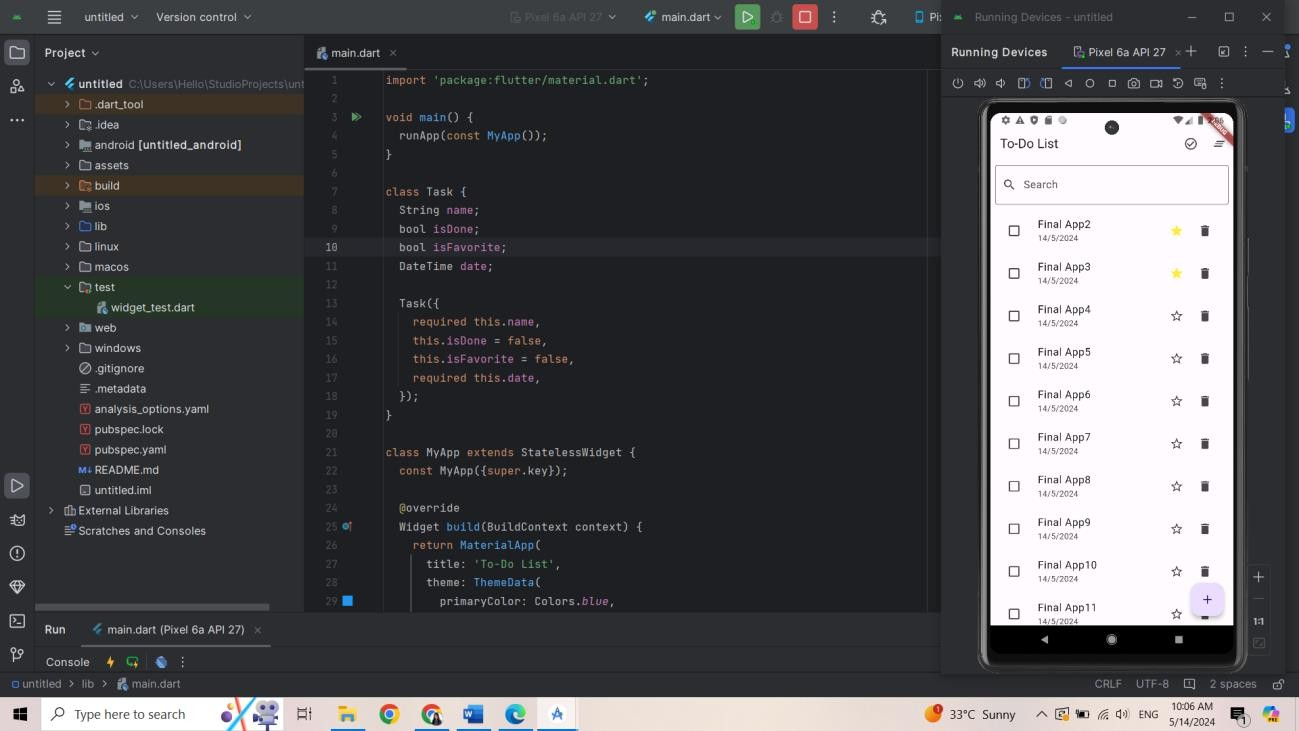 untitled
Version control
Pixel 6a API 27
main.dart
Running Devices - untitled
Project
main.dart
Running Devices
Pixel 6a API 27
untitled C:\Users\Hello\StudioProjects\unt
.dart_tool
.idea
android [untitled_android]
assets
build
ios
lib
linux
macos
test
widget_test.dart
web
windows
.gitignore
.metadata
analysis_options.yaml
pubspec.lock
pubspec.yaml
README.md
untitled.iml
External Libraries
Scratches and Consoles
1 import 'package:flutter/material.dart';
2
3 void main() {
4 runApp(const MyApp());
5 }
6
7 class Task {
8 String name;
9 bool isDone;
10 bool isFavorite;
11 DateTime date;
12
13 Task({
14 required this.name,
15 this.isDone = false,
16 this.isFavorite = false,
17 required this.date,
18 });
19 }
20
21 class MyApp extends StatelessWidget {
22 const MyApp({super.key});
23
24 @override
25 Widget build(BuildContext context) {
26 return MaterialApp(
27 title: 'To-Do List',
28 theme: ThemeData(
29 primaryColor: Colors.blue,
To-Do List
Search
Final App2
14/5/2024
Final App3
14/5/2024
Final App4
14/5/2024
Final App5
14/5/2024
Final App6
14/5/2024
Final App7
14/5/2024
Final App8
14/5/2024
Final App9
14/5/2024
Final App10
14/5/2024
Final App11
14/5/2024
+
1:1
Run
main.dart (Pixel 6a API 27)
Console
untitled > lib > main.dart
CRLF UTF-8 2 spaces
Type here to search
33°C Sunny
ENG
10:06 AM
5/14/2024